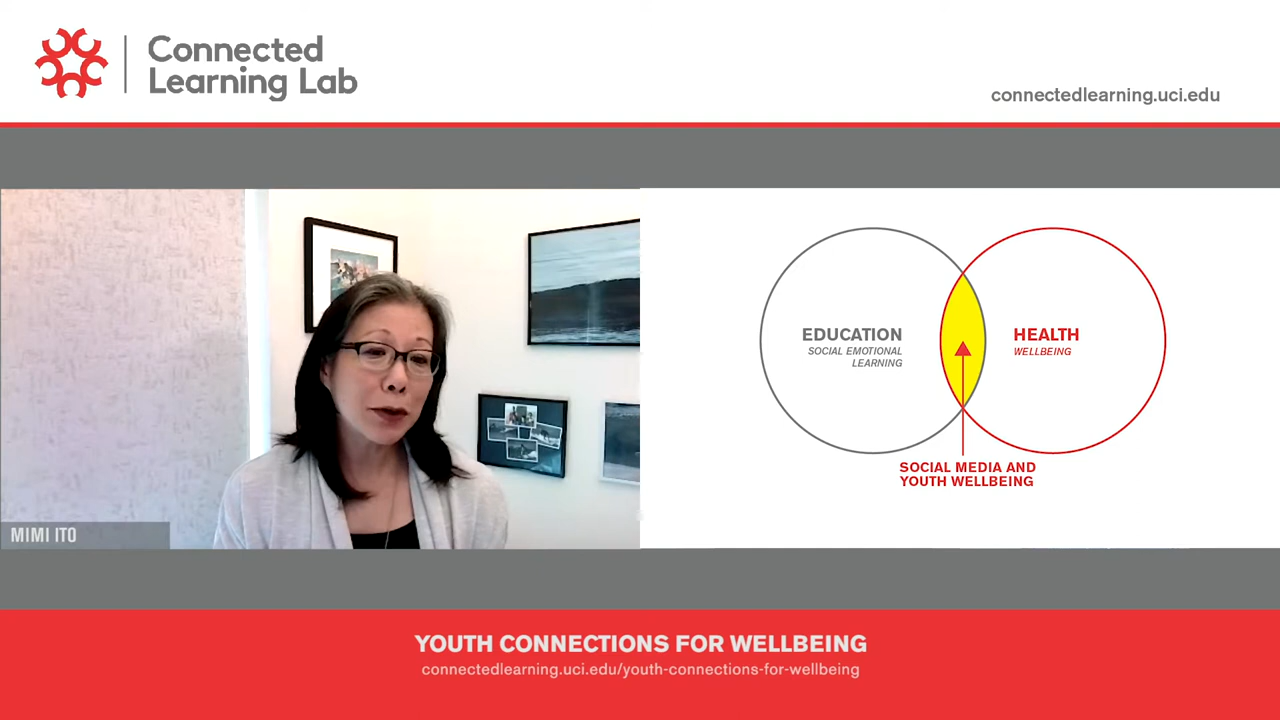 Connected
Learning Lab
connectedlearning.uci.edu
MIMI ITO
EDUCATION
SOCIAL EMOTIONAL
LEARNING
HEALTH
WELLBEING
SOCIAL MEDIA AND
YOUTH WELLBEING
YOUTH CONNECTIONS FOR WELLBEING
connectedlearning.uci.edu/youth-connections-for-wellbeing